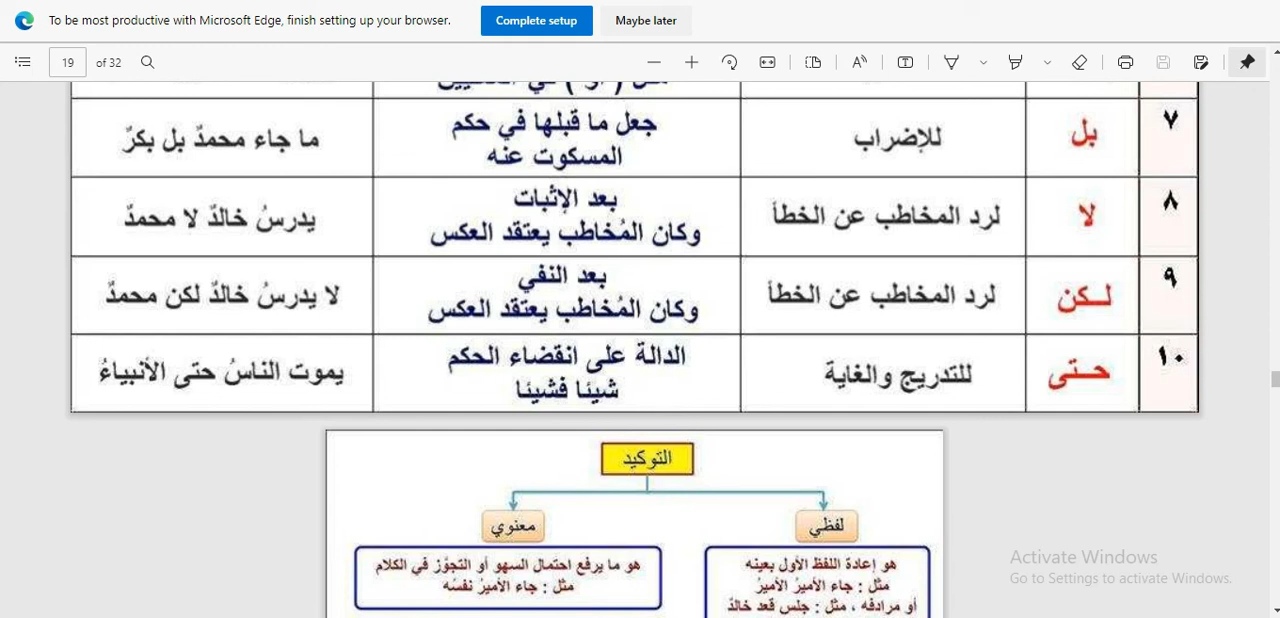 To be most productive with Microsoft Edge, finish setting up your browser.
Complete setup
Maybe later
19
of 32
٧
بل
للإضراب
جعل ما قبلها في حكم
المسكوت عنه
ما جاء محمدٌ بل بكرٌ
٨
لا
لرد المخاطب عن الخطأ
بعد الإثبات
وكان المُخاطب يعتقد العكس
يدرسُ خالدٌ لا محمدٌ
٩
لـكن
لرد المخاطب عن الخطأ
بعد النفي
وكان المُخاطب يعتقد العكس
لا يدرسُ خالدٌ لكن محمدٌ
١٠
حـتى
للتدريج والغاية
الدالة على انقضاء الحكم
شيئا فشيئا
يموت الناسُ حتى الأنبياءُ
التوكيد
لفظي
معنوي
هو إعادة اللفظ الأول بعينه
مثل : جاء الأميرُ الأميرُ
أو مرادفه ، مثل : جلس قعد خالدٌ
هو ما يرفع احتمال السهو أو التجوّز في الكلام
مثل : جاء الأميرُ نفسُه
Activate Windows
Go to Settings to activate Windows.